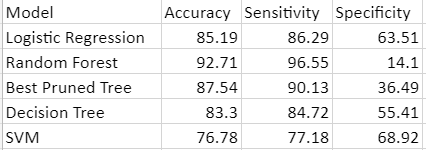 Model Accuracy Sensitivity Specificity
Logistic Regression 85.19 86.29 63.51
Random Forest 92.71 96.55 14.1
Best Pruned Tree 87.54 90.13 36.49
Decision Tree 83.3 84.72 55.41
SVM 76.78 77.18 68.92